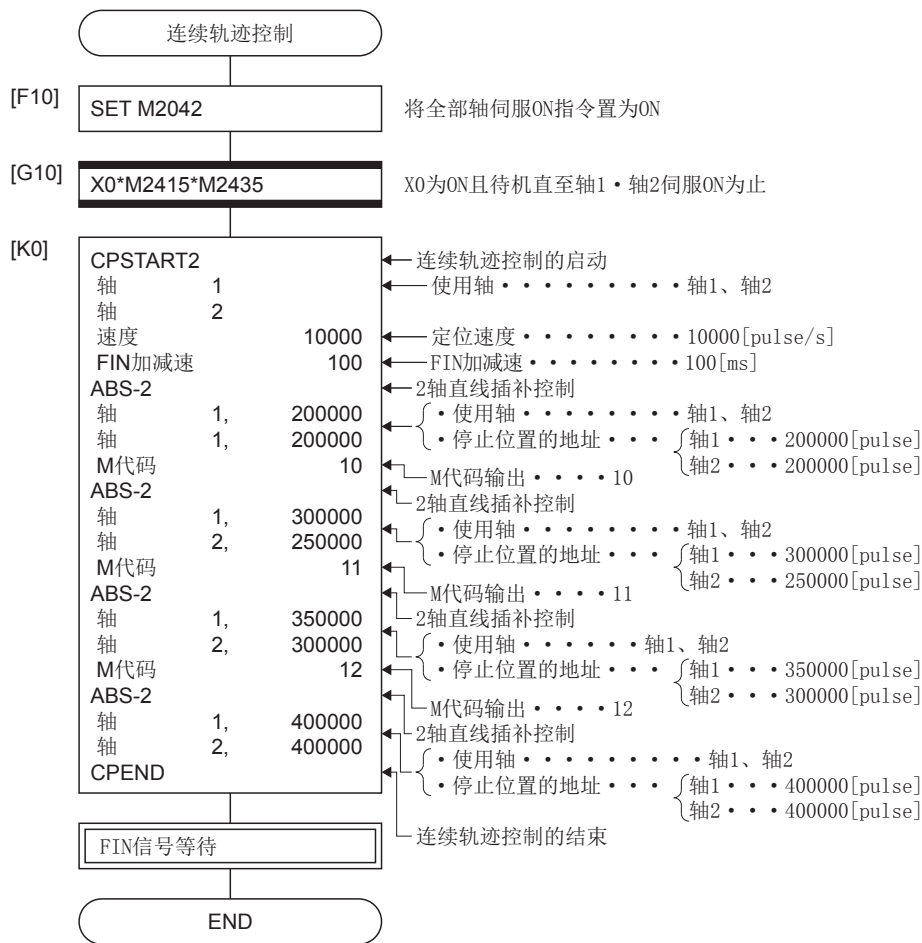 连续轨迹控制
[F10]
SET M2042
将全部轴伺服ON指令置为ON
[G10]
X0*M2415*M2435
X0为ON且待机直至轴1・轴2伺服ON为止
[K0]
CPSTART2
连续轨迹控制的启动
轴 1
使用轴・・・・・・・・・轴1、轴2
轴 2
速度 10000
定位速度・・・・・・・・10000[pulse/s]
FIN加减速 100
FIN加减速・・・・・・・・100[ms]
ABS-2
2轴直线插补控制
轴 1, 200000
・使用轴・・・・・・・・・轴1、轴2
轴 1, 200000
・停止位置的地址・・・ 轴1・・・200000[pulse]
轴2・・・200000[pulse]
M代码 10
M代码输出・・・・10
ABS-2
2轴直线插补控制
轴 1, 300000
・使用轴・・・・・・・・・轴1、轴2
轴 2, 250000
・停止位置的地址・・・ 轴1・・・300000[pulse]
轴2・・・250000[pulse]
M代码 11
M代码输出・・・・11
ABS-2
2轴直线插补控制
轴 1, 350000
・使用轴・・・・・・・轴1、轴2
轴 2, 300000
・停止位置的地址・・・ 轴1・・・350000[pulse]
轴2・・・300000[pulse]
M代码 12
M代码输出・・・・12
ABS-2
2轴直线插补控制
轴 1, 400000
・使用轴・・・・・・・・・・轴1、轴2
轴 2, 400000
・停止位置的地址・・・ 轴1・・・400000[pulse]
轴2・・・400000[pulse]
CPEND
连续轨迹控制的结束
FIN信号等待
END